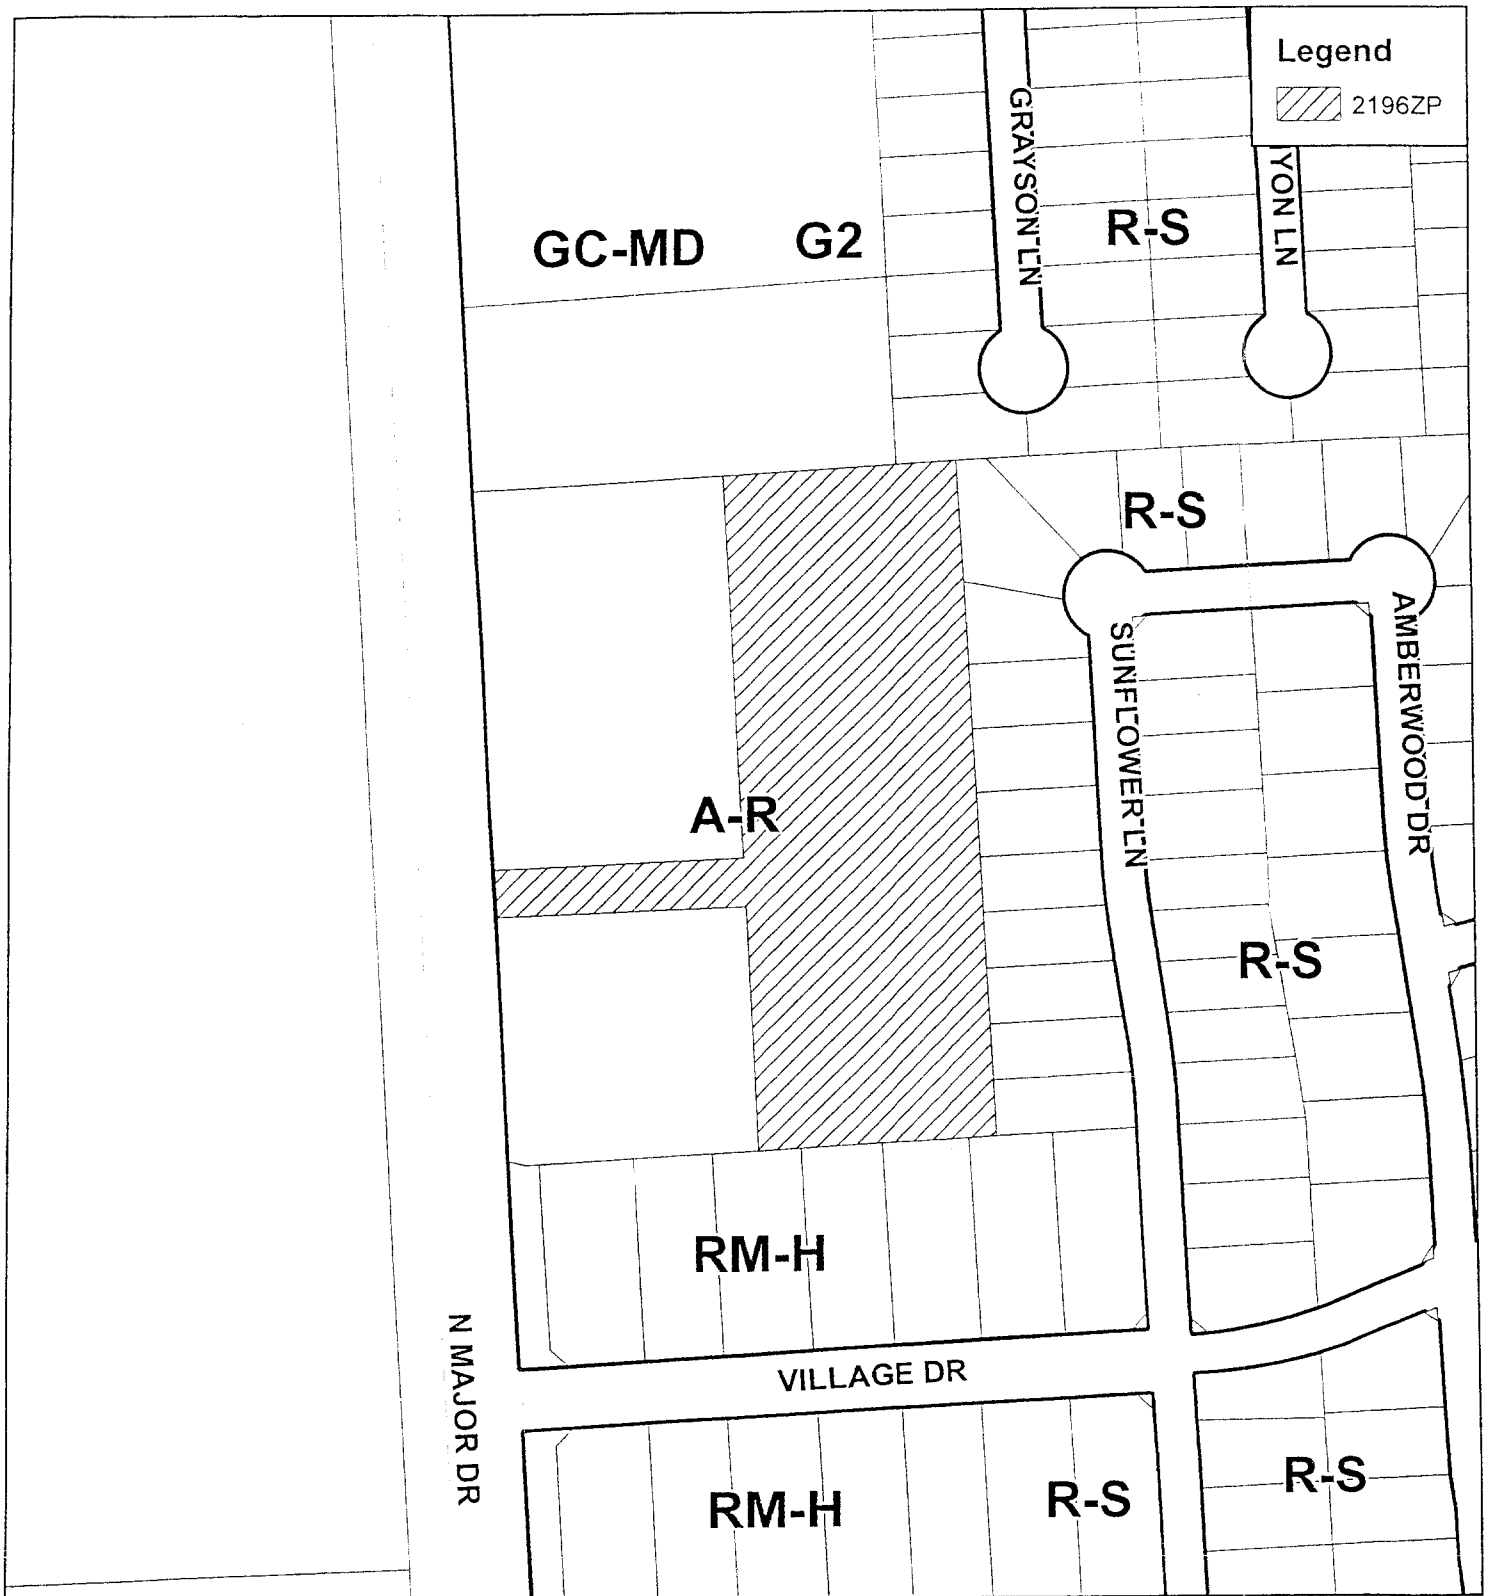 Legend
2196ZP
GRAYSON LN
YON LN
GC-MD
G2
R-S
R-S
SUNFLOWER LN
AMBERWOOD DR
A-R
R-S
RM-H
N MAJOR DR
VILLAGE DR
RM-H
R-S
R-S